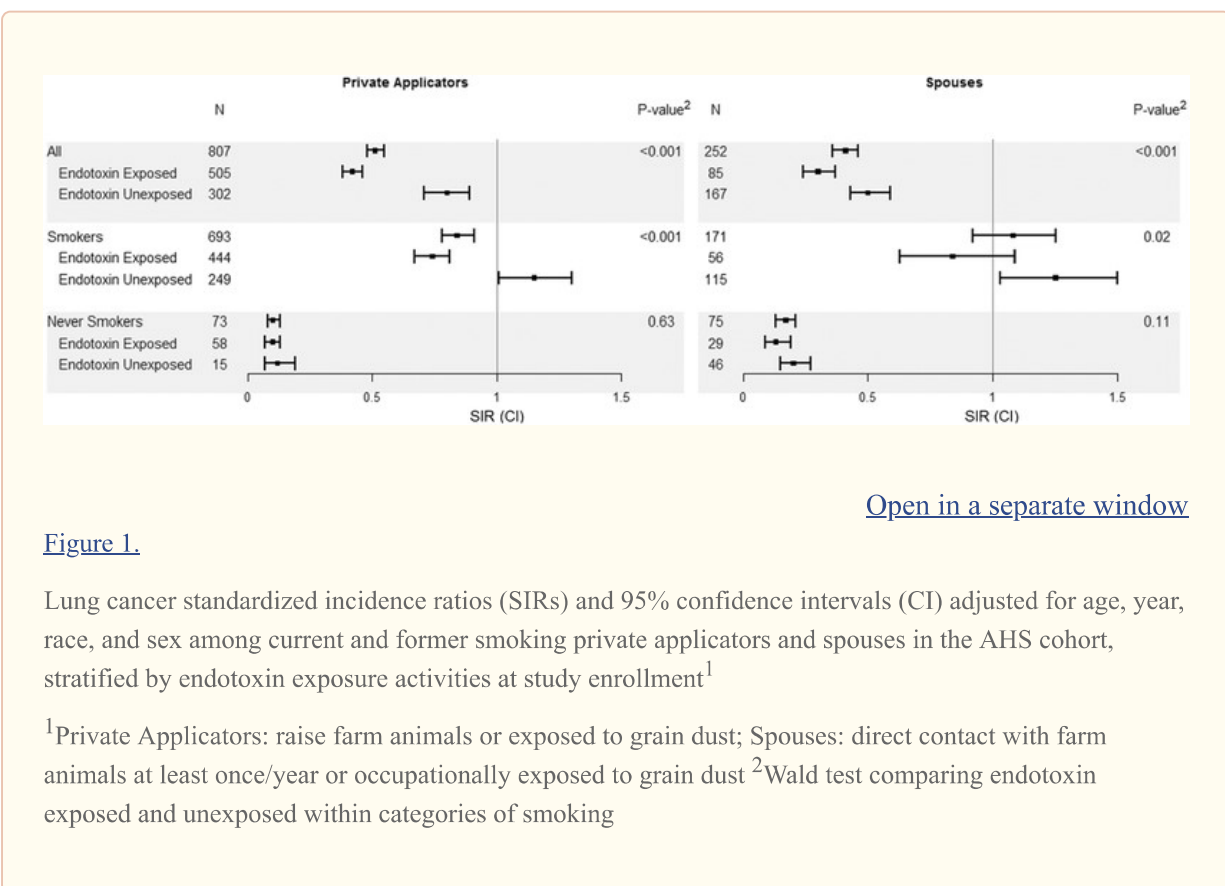 Private Applicators Spouses
N P-value2 N P-value2
All 807 <0.001 252 <0.001
Endotoxin Exposed 505 85
Endotoxin Unexposed 302 167
Smokers 693 <0.001 171 0.02
Endotoxin Exposed 444 56
Endotoxin Unexposed 249 115
Never Smokers 73 0.63 75 0.11
Endotoxin Exposed 58 29
Endotoxin Unexposed 15 46
0 0.5 1 1.5 0 0.5 1 1.5
SIR (CI) SIR (CI)
Open in a separate window
Figure 1.
Lung cancer standardized incidence ratios (SIRs) and 95% confidence intervals (CI) adjusted for age, year,
race, and sex among current and former smoking private applicators and spouses in the AHS cohort,
stratified by endotoxin exposure activities at study enrollment1
1Private Applicators: raise farm animals or exposed to grain dust; Spouses: direct contact with farm
animals at least once/year or occupationally exposed to grain dust 2Wald test comparing endotoxin
exposed and unexposed within categories of smoking